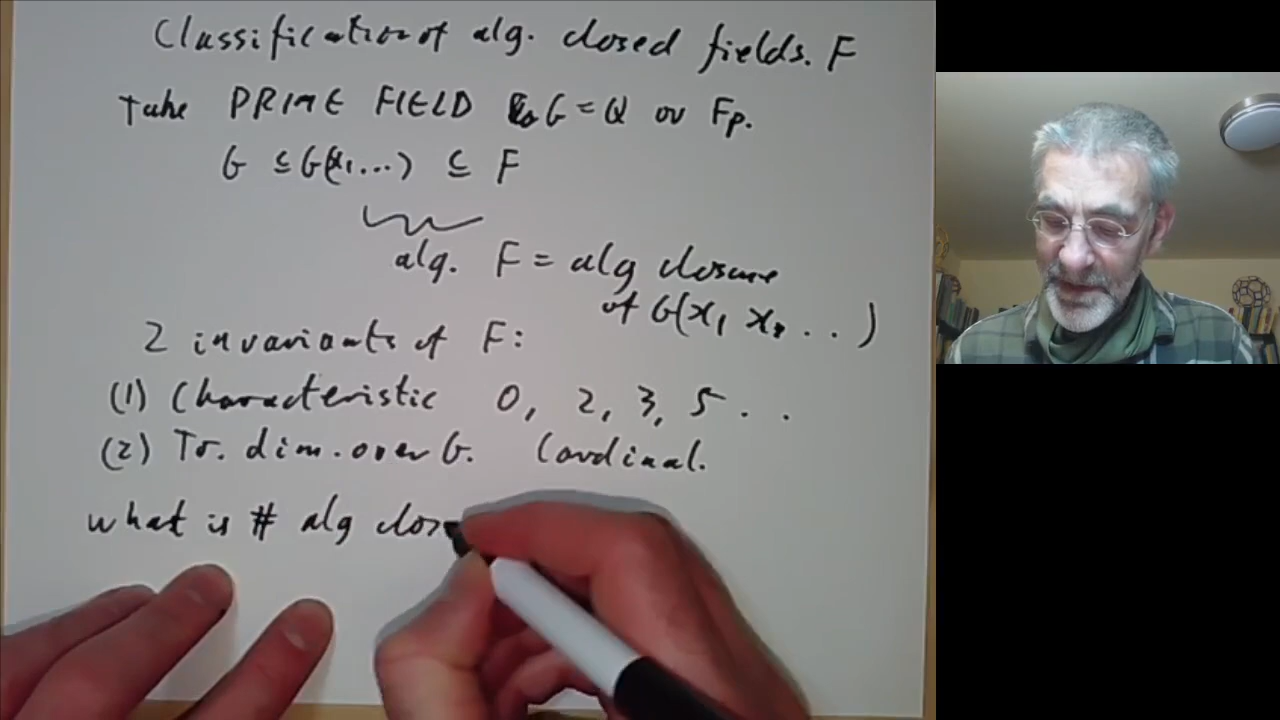 Classification of alg. closed fields. F
Take PRIME FIELD G = Q or Fp.
G ⊆ G(x1...) ⊆ F
alg. F = alg closure
of G(x1 x2 ...)
2 invariants of F:
(1) Characteristic 0, 2, 3, 5 . .
(2) Tr. dim. over G. Cardinal.
What is # alg clos